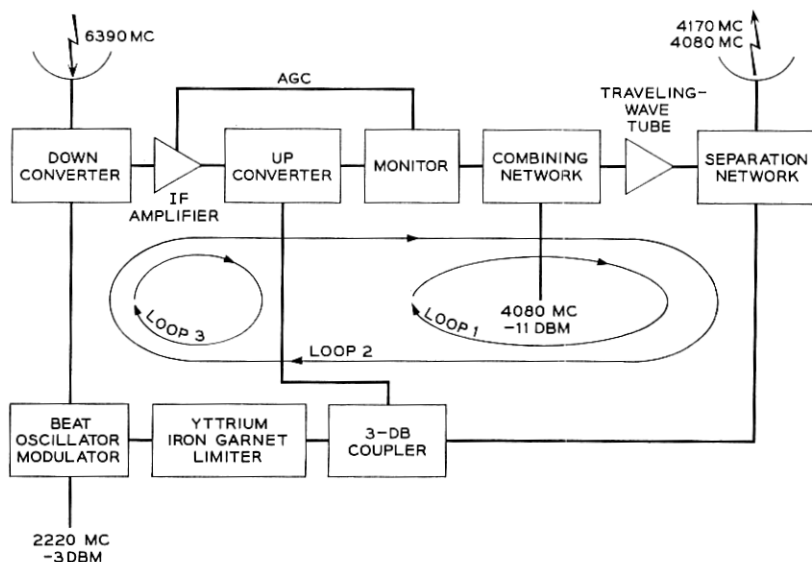 6390 MC
4170 MC
4080 MC
AGC
TRAVELING-
WAVE
TUBE
DOWN
CONVERTER
IF
AMPLIFIER
UP
CONVERTER
MONITOR
COMBINING
NETWORK
SEPARATION
NETWORK
4080 MC
-11 DBM
LOOP 3
LOOP 1
LOOP 2
BEAT
OSCILLATOR
MODULATOR
YTTRIUM
IRON GARNET
LIMITER
3-DB
COUPLER
2220 MC
-3 DBM